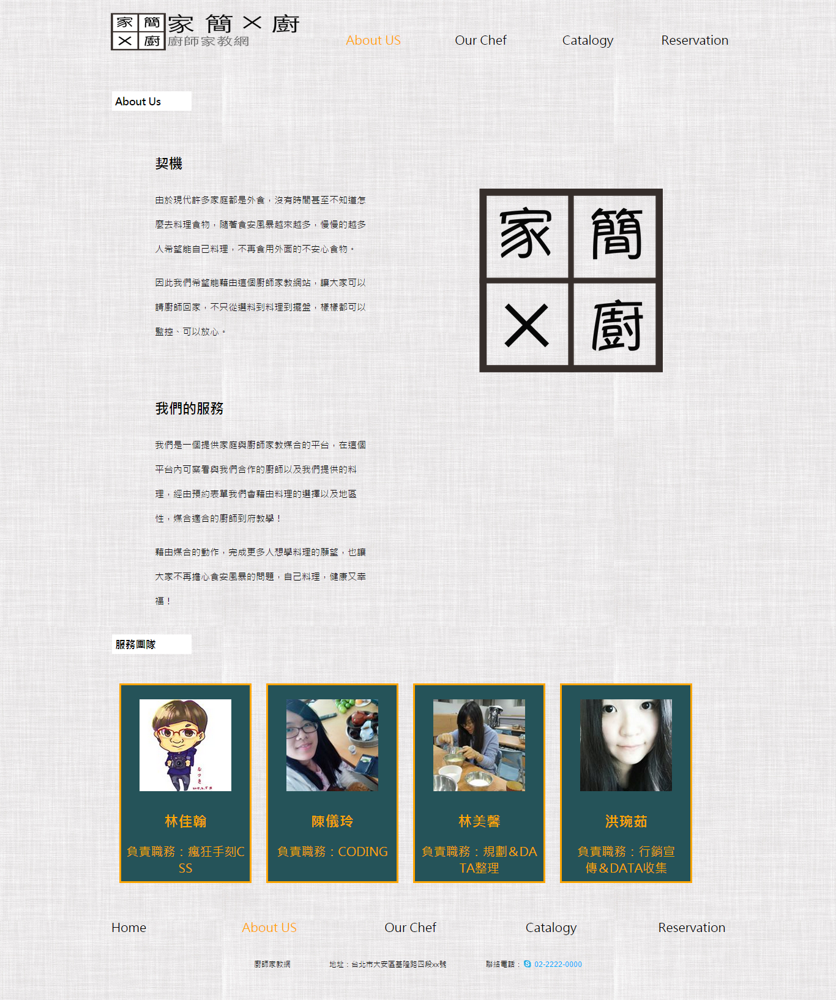 家簡
×廚
家 簡 × 廚
廚師家教網
About US
Our Chef
Catalogy
Reservation
About Us
契機
由於現代許多家庭都是外食，沒有時間甚至不知道怎
麼去料理食物，隨著食安風暴越來越多，慢慢的越多
人希望能自己料理，不再食用外面的不安心食物。
因此我們希望能藉由這個廚師家教網站，讓大家可以
請廚師回家，不只從選料到料理到擺盤，樣樣都可以
監控、可以放心。
家簡
×廚
我們的服務
我們是一個提供家庭與廚師家教媒合的平台，在這個
平台內可察看與我們合作的廚師以及我們提供的料
理，經由預約表單我們會藉由料理的選擇以及地區
性，媒合適合的廚師到府教學！
藉由媒合的動作，完成更多人想學料理的願望，也讓
大家不再擔心食安風暴的問題，自己料理，健康又幸
福！
服務團隊
林佳翰
負責職務：瘋狂手刻C
SS
陳儀玲
負責職務：CODING
林美馨
負責職務：規劃＆DA
TA整理
洪琬茹
負責職務：行銷宣
傳＆DATA收集
Home
About US
Our Chef
Catalogy
Reservation
廚師家教網
地址：台北市大安區基隆路四段xx號
聯絡電話： 02-2222-0000